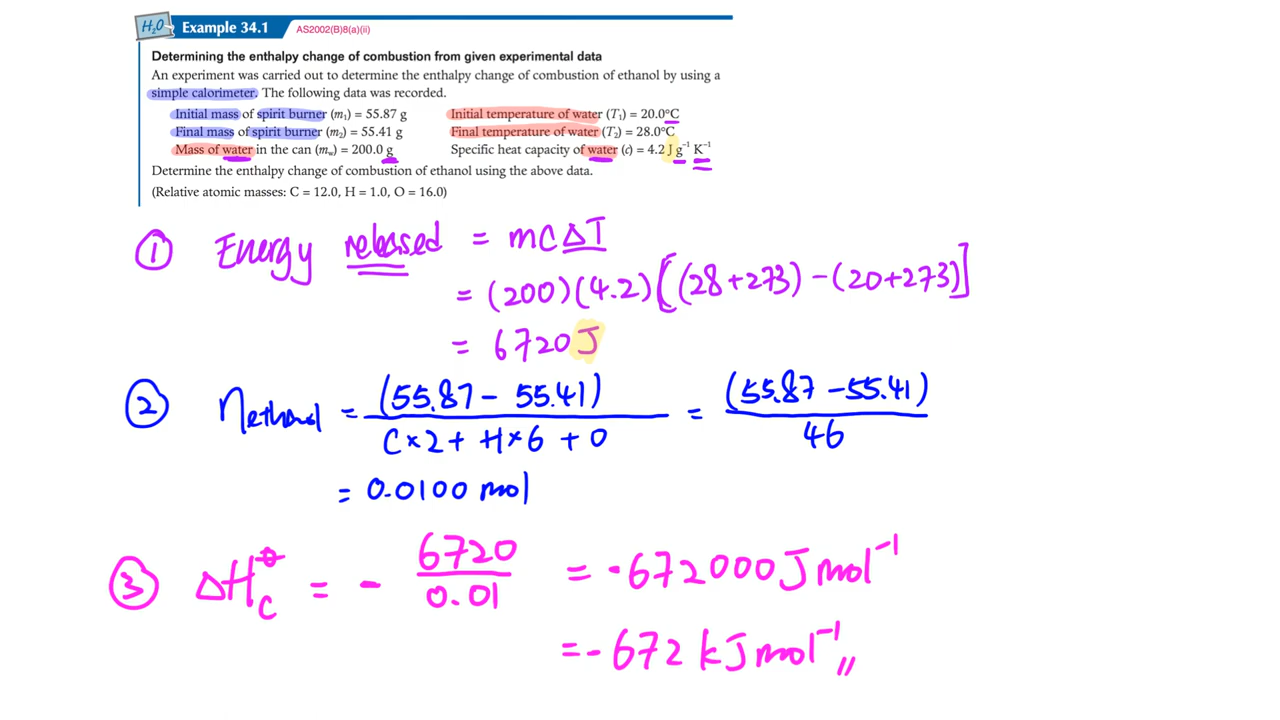 H₂O Example 34.1 AS2002(B)8(a)(ii)
Determining the enthalpy change of combustion from given experimental data
An experiment was carried out to determine the enthalpy change of combustion of ethanol by using a
simple calorimeter. The following data was recorded.
Initial mass of spirit burner (m₁) = 55.87 g Initial temperature of water (T₁) = 20.0°C
Final mass of spirit burner (m₂) = 55.41 g Final temperature of water (T₂) = 28.0°C
Mass of water in the can (m_w) = 200.0 g Specific heat capacity of water (c) = 4.2 J g⁻¹ K⁻¹
Determine the enthalpy change of combustion of ethanol using the above data.
(Relative atomic masses: C = 12.0, H = 1.0, O = 16.0)
① Energy released = mCΔT
= (200)(4.2)[(28+273) - (20+273)]
= 6720 J
② n ethanol = (55.87 - 55.41) / (C×2 + H×6 + O) = (55.87 - 55.41) / 46
= 0.0100 mol
③ ΔH_c^⦵ = - 6720 / 0.01 = -672000 J mol⁻¹
= -672 kJ mol⁻¹ //